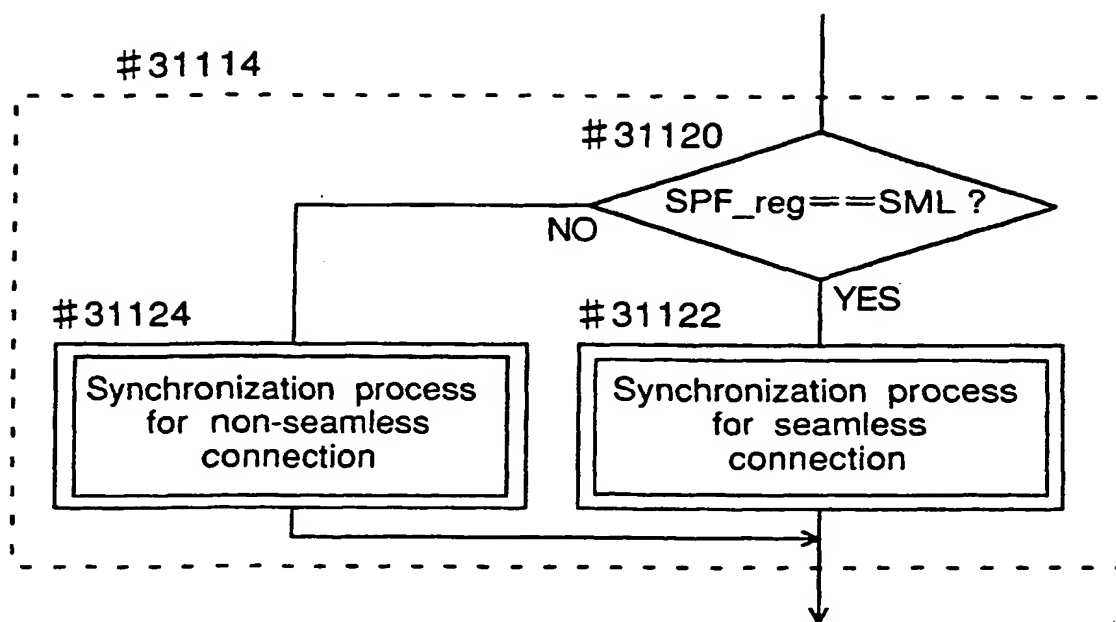 #31114
#31120
SPF_reg==SML ?
NO
YES
#31124
#31122
Synchronization process
for non-seamless
connection
Synchronization process
for seamless
connection